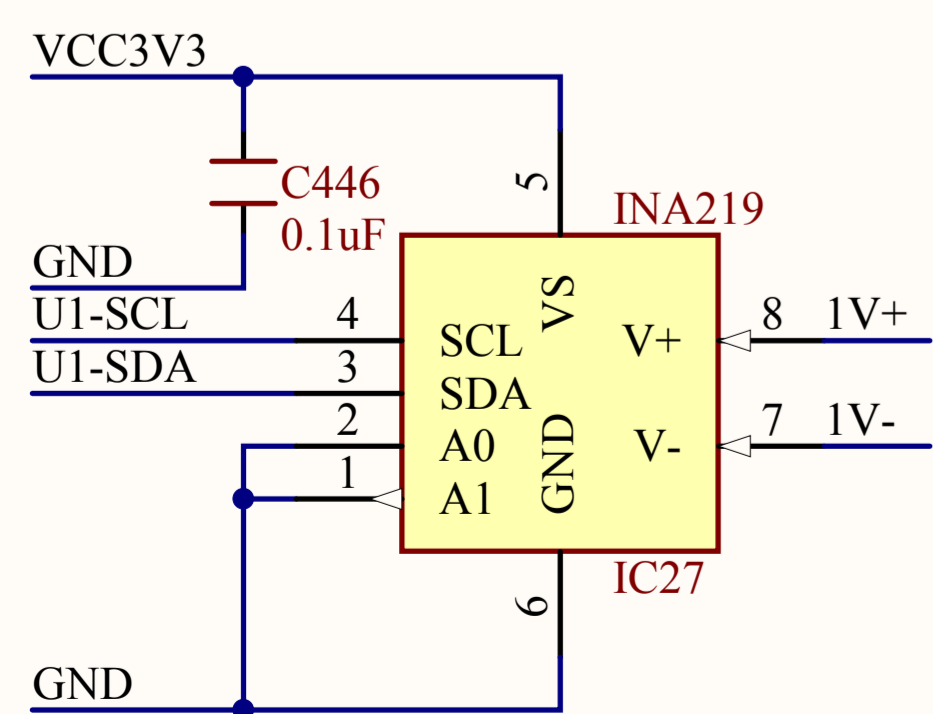 VCC3V3
C446
0.1uF
5
INA219
GND
U1-SCL
4
SCL
VS
V+
8
1V+
U1-SDA
3
SDA
2
A0
GND
V-
7
1V-
1
A1
IC27
6
GND